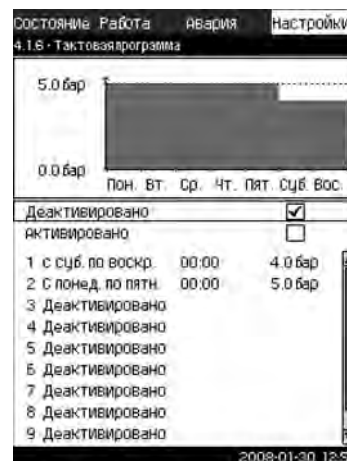 Состояние Работа Авария Настройки
4.1.6 - Тактовая программа
5.0 бар
0.0 бар
Пон. Вт. Ср. Чт. Пят. Суб. Вос.
Деактивировано
Активировано
1 С суб. по воскр. 00:00 4.0 бар
2 С понед. по пятн. 00:00 5.0 бар
3 Деактивировано
4 Деактивировано
5 Деактивировано
6 Деактивировано
7 Деактивировано
8 Деактивировано
9 Деактивировано
2008-01-30